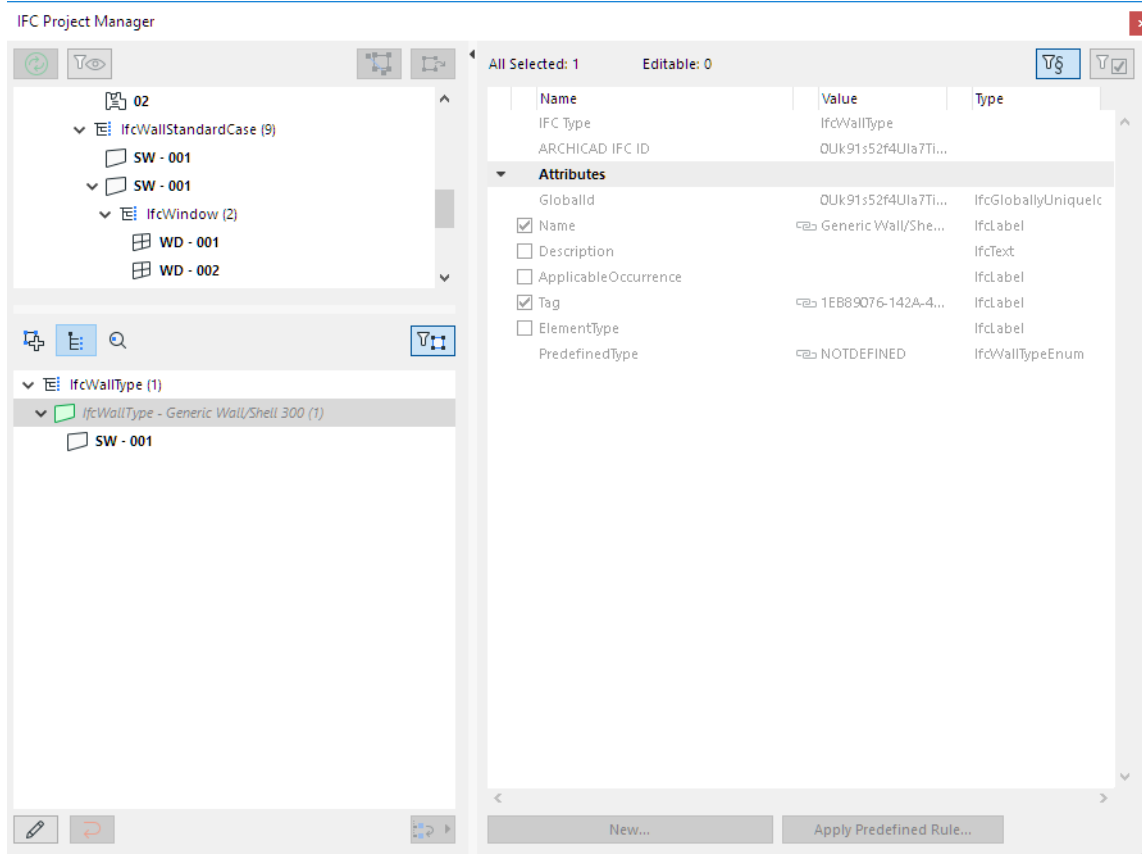 IFC Project Manager
All Selected: 1 Editable: 0
02
IfcWallStandardCase (9)
SW - 001
SW - 001
IfcWindow (2)
WD - 001
WD - 002
IfcWallType (1)
IfcWallType - Generic Wall/Shell 300 (1)
SW - 001
Name Value Type
IFC Type IfcWallType
ARCHICAD IFC ID 0Uk91s52f4UIa7Ti...
Attributes
GlobalId 0Uk91s52f4UIa7Ti... IfcGloballyUniqueIc
Name Generic Wall/She... IfcLabel
Description IfcText
ApplicableOccurrence IfcLabel
Tag 1EB89076-142A-4... IfcLabel
ElementType IfcLabel
PredefinedType NOTDEFINED IfcWallTypeEnum
New... Apply Predefined Rule...